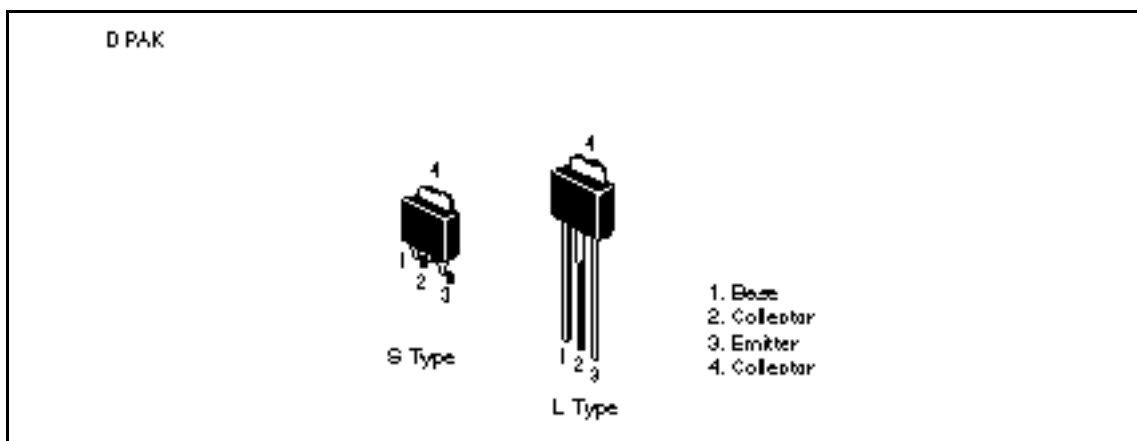 D PAK
4
4
1
2
3
S Type
1 2 3
L Type
1. Base
2. Collector
3. Emitter
4. Collector